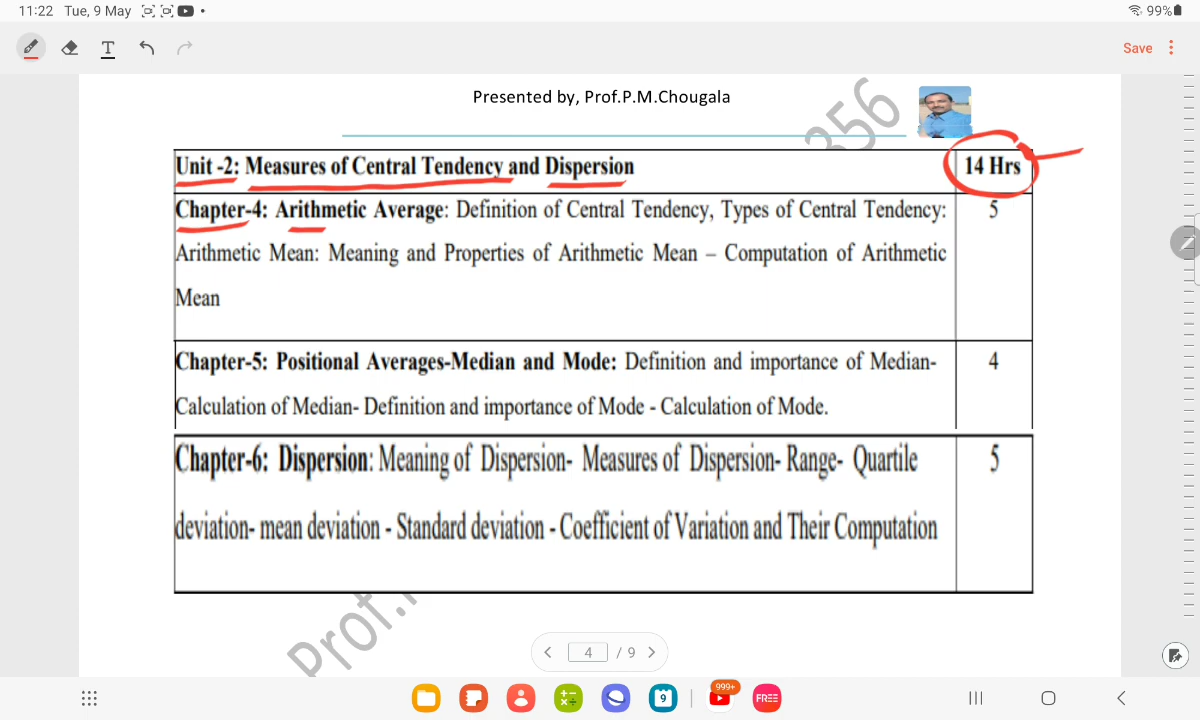 11:22 Tue, 9 May
99%
T
Save
Presented by, Prof.P.M.Chougala
356
Unit -2: Measures of Central Tendency and Dispersion 14 Hrs
Chapter-4: Arithmetic Average: Definition of Central Tendency, Types of Central Tendency: 5
Arithmetic Mean: Meaning and Properties of Arithmetic Mean – Computation of Arithmetic
Mean
Chapter-5: Positional Averages-Median and Mode: Definition and importance of Median- 4
Calculation of Median- Definition and importance of Mode - Calculation of Mode.
Chapter-6: Dispersion: Meaning of Dispersion- Measures of Dispersion- Range- Quartile 5
deviation- mean deviation - Standard deviation - Coefficient of Variation and Their Computation
Prof.
4 / 9
9
999+
FREE